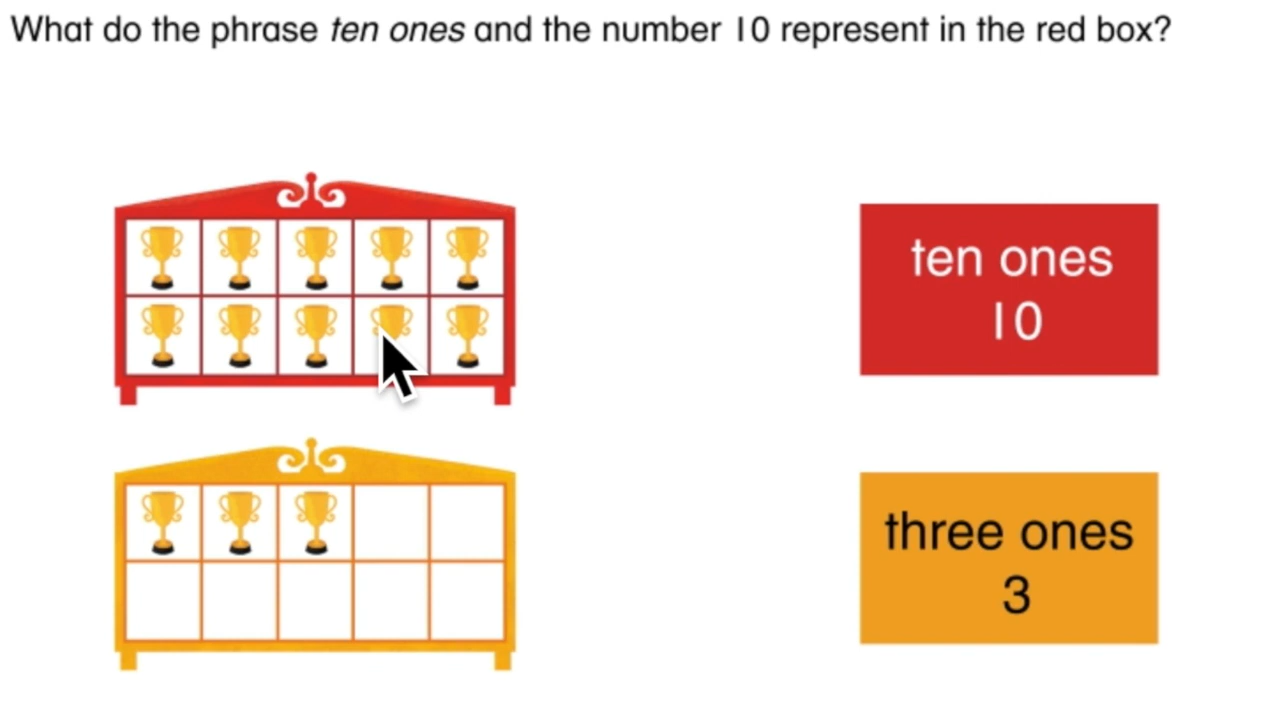 What do the phrase ten ones and the number 10 represent in the red box?
ten ones
10
three ones
3